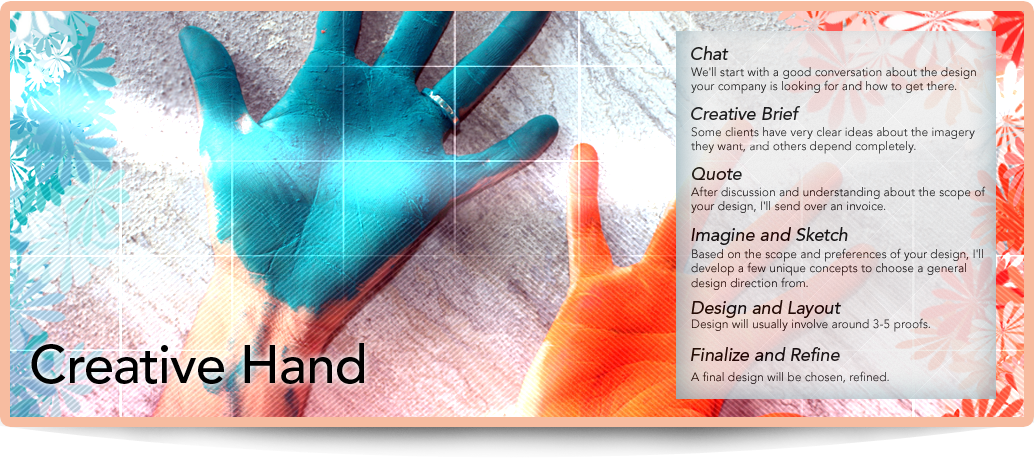 Chat
We'll start with a good conversation about the design
your company is looking for and how to get there.
Creative Brief
Some clients have very clear ideas about the imagery
they want, and others depend completely.
Quote
After discussion and understanding about the scope of
your design, I'll send over an invoice.
Imagine and Sketch
Based on the scope and preferences of your design, I'll
develop a few unique concepts to choose a general
design direction from.
Design and Layout
Design will usually involve around 3-5 proofs.
Finalize and Refine
A final design will be chosen, refined.
Creative Hand